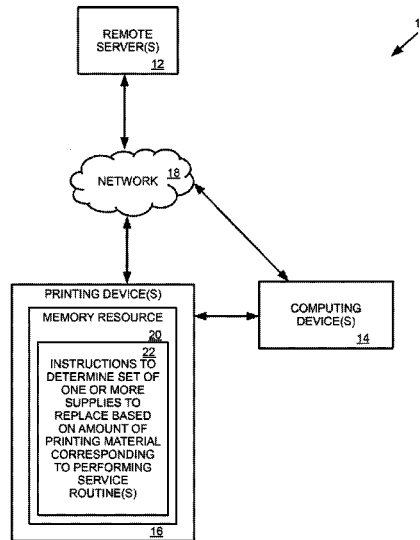 1
REMOTE
SERVER(S)
12
NETWORK 18
PRINTING DEVICE(S)
MEMORY RESOURCE
20
22
INSTRUCTIONS TO
DETERMINE SET OF
ONE OR MORE
SUPPLIES TO
REPLACE BASED
ON AMOUNT OF
PRINTING MATERIAL
CORRESPONDING
TO PERFORMING
SERVICE
ROUTINE(S)
16
COMPUTING
DEVICE(S)
14